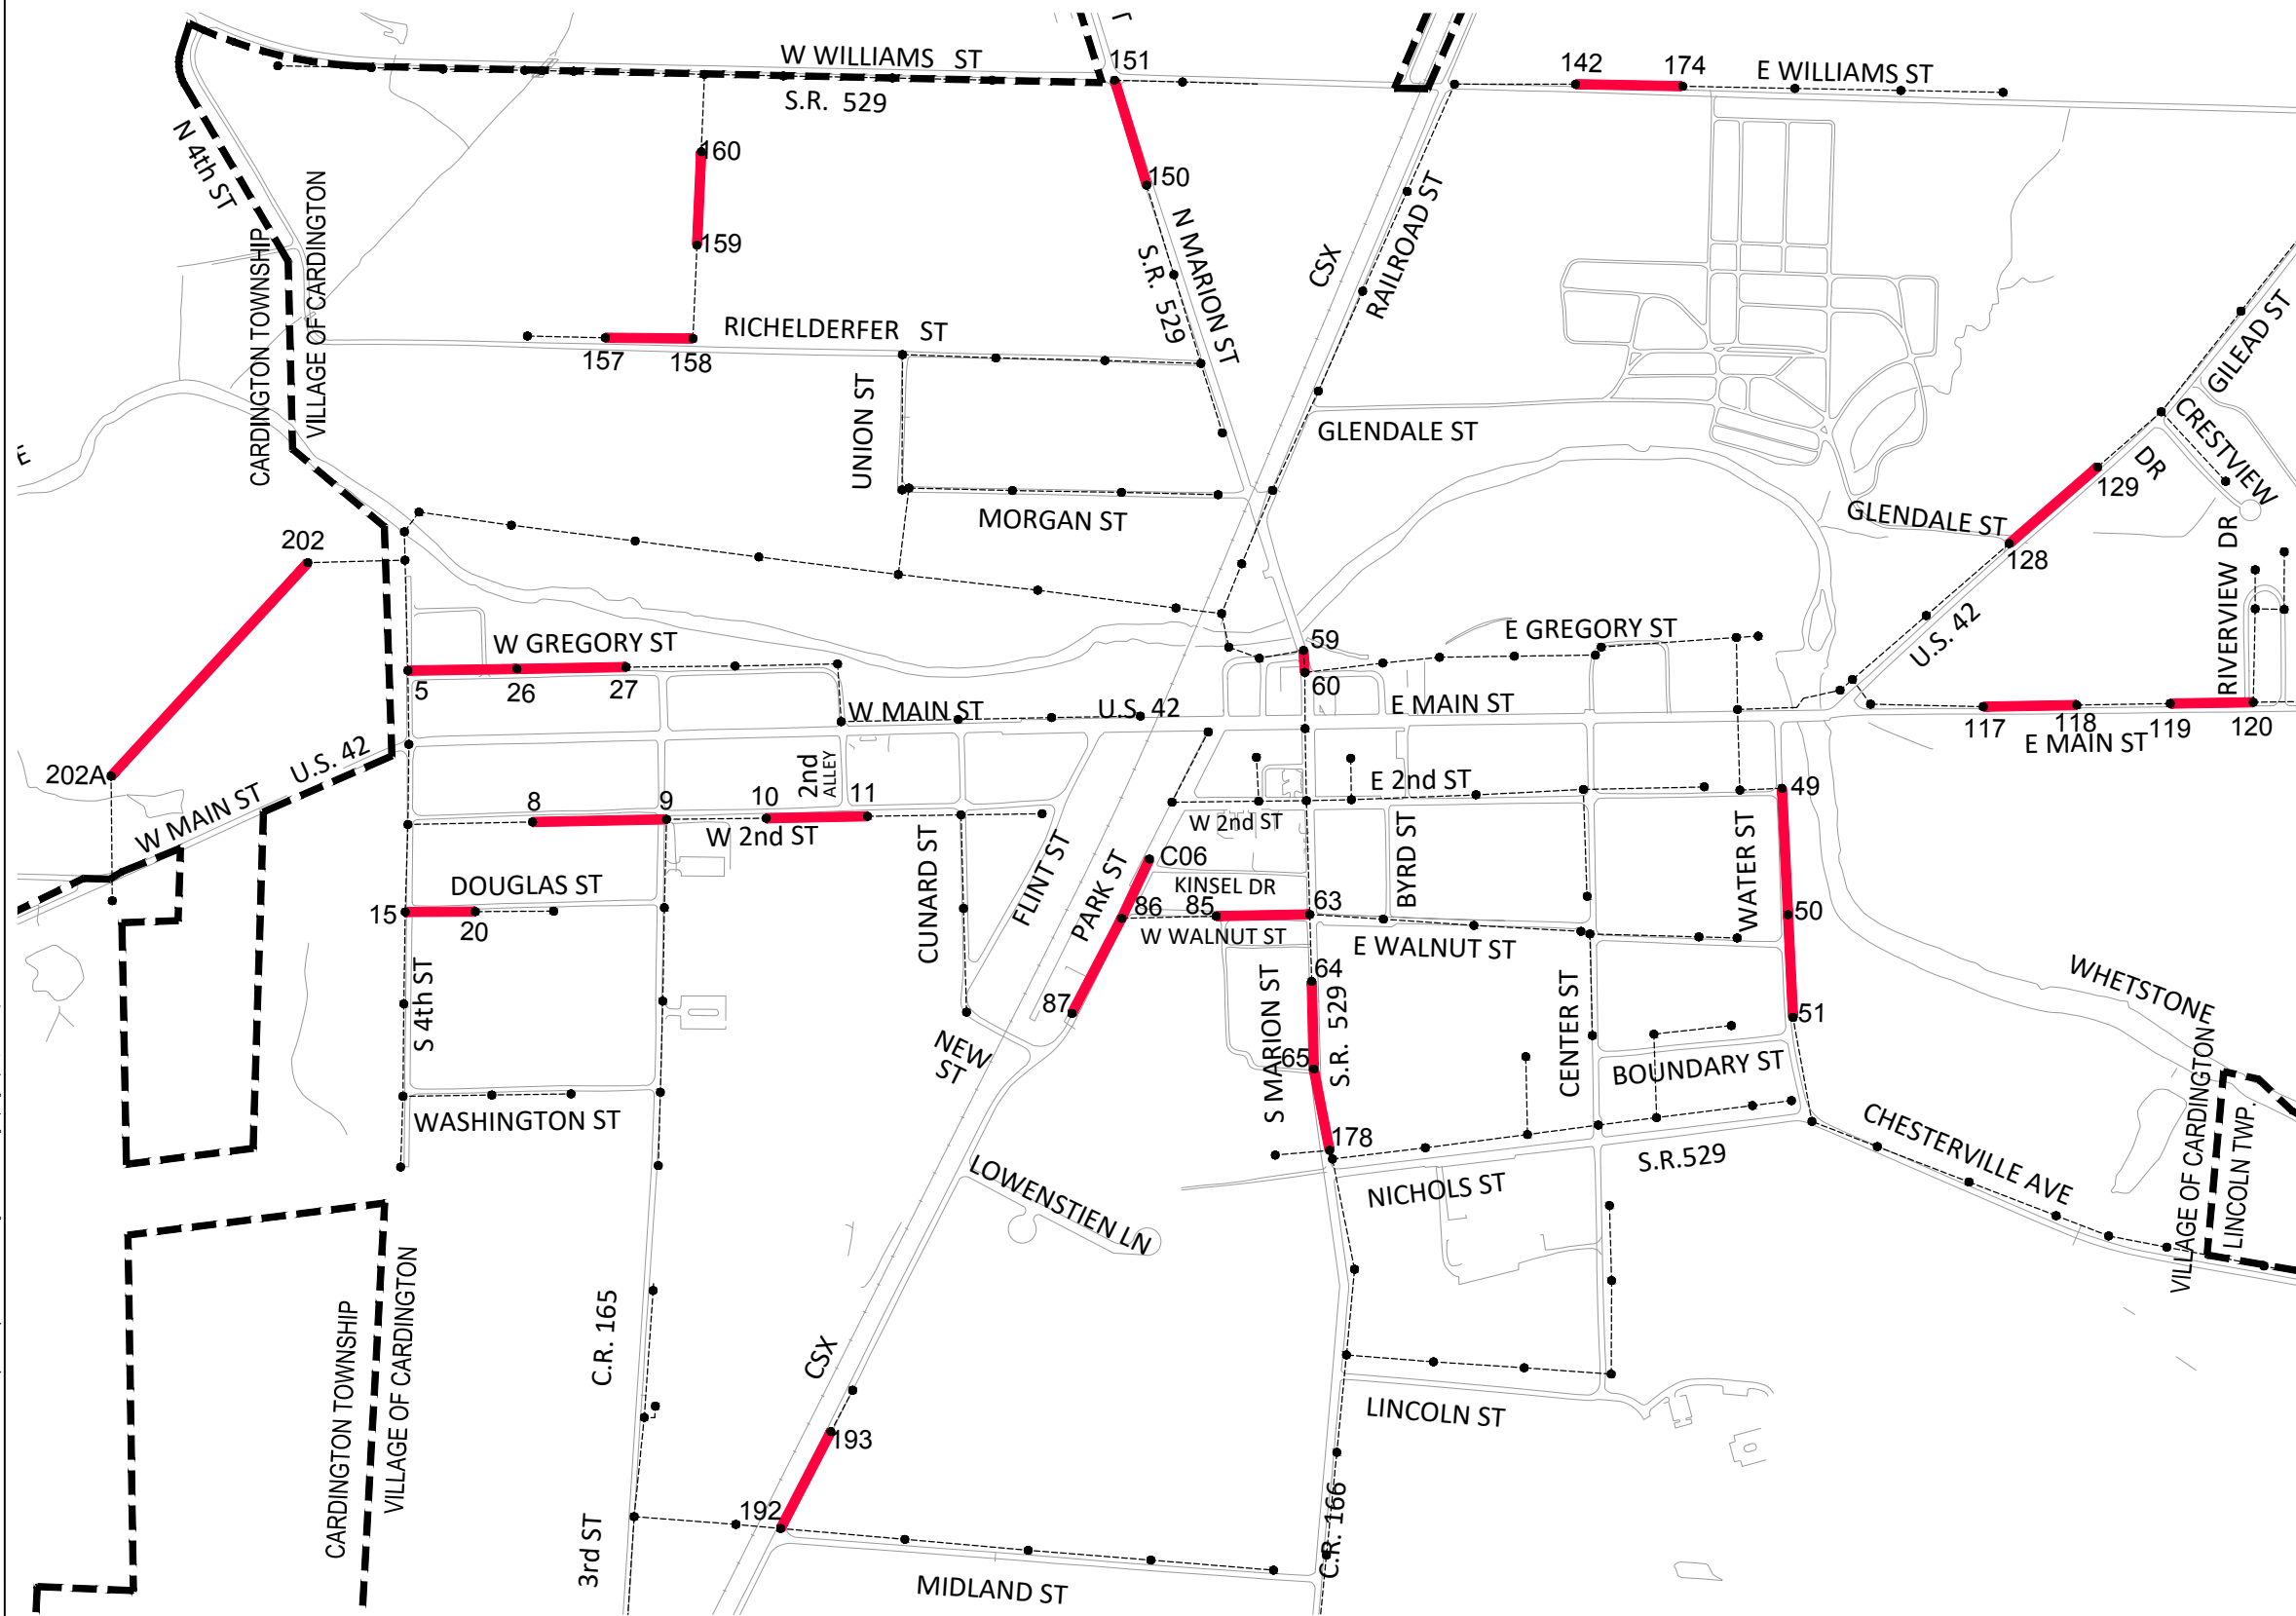 W WILLIAMS ST
151
142
174
E WILLIAMS ST
S.R. 529
N 4th ST
160
150
159
CARDINGTON TOWNSHIP
VILLAGE OF CARDINGTON
N MARION ST
S.R. 529
CSX
RAILROAD ST
RICHELDERFER ST
157
158
GILEAD ST
UNION ST
GLENDALE ST
CRESTVIEW
DR
129
E
MORGAN ST
GLENDALE ST
128
202
RIVERVIEW DR
W GREGORY ST
59
E GREGORY ST
U.S. 42
5
26
27
60
W MAIN ST
U.S. 42
E MAIN ST
117
118
119
120
E MAIN ST
202A
U.S. 42
W MAIN ST
2nd
ALLEY
E 2nd ST
49
8
9
10
11
W 2nd ST
W 2nd ST
CUNARD ST
FLINT ST
PARK ST
C06
KINSEL DR
BYRD ST
WATER ST
DOUGLAS ST
15
20
86
85
63
50
W WALNUT ST
E WALNUT ST
S 4th ST
64
87
S MARION ST
S.R. 529
CENTER ST
51
WHETSTONE
NEW
ST
65
BOUNDARY ST
WASHINGTON ST
178
CHESTERVILLE AVE
VILLAGE OF CARDINGTON
LINCOLN TWP.
LOWENSTIEN LN
NICHOLS ST
S.R.529
CARDINGTON TOWNSHIP
VILLAGE OF CARDINGTON
C.R. 165
CSX
LINCOLN ST
193
192
3rd ST
C.R. 166
MIDLAND ST